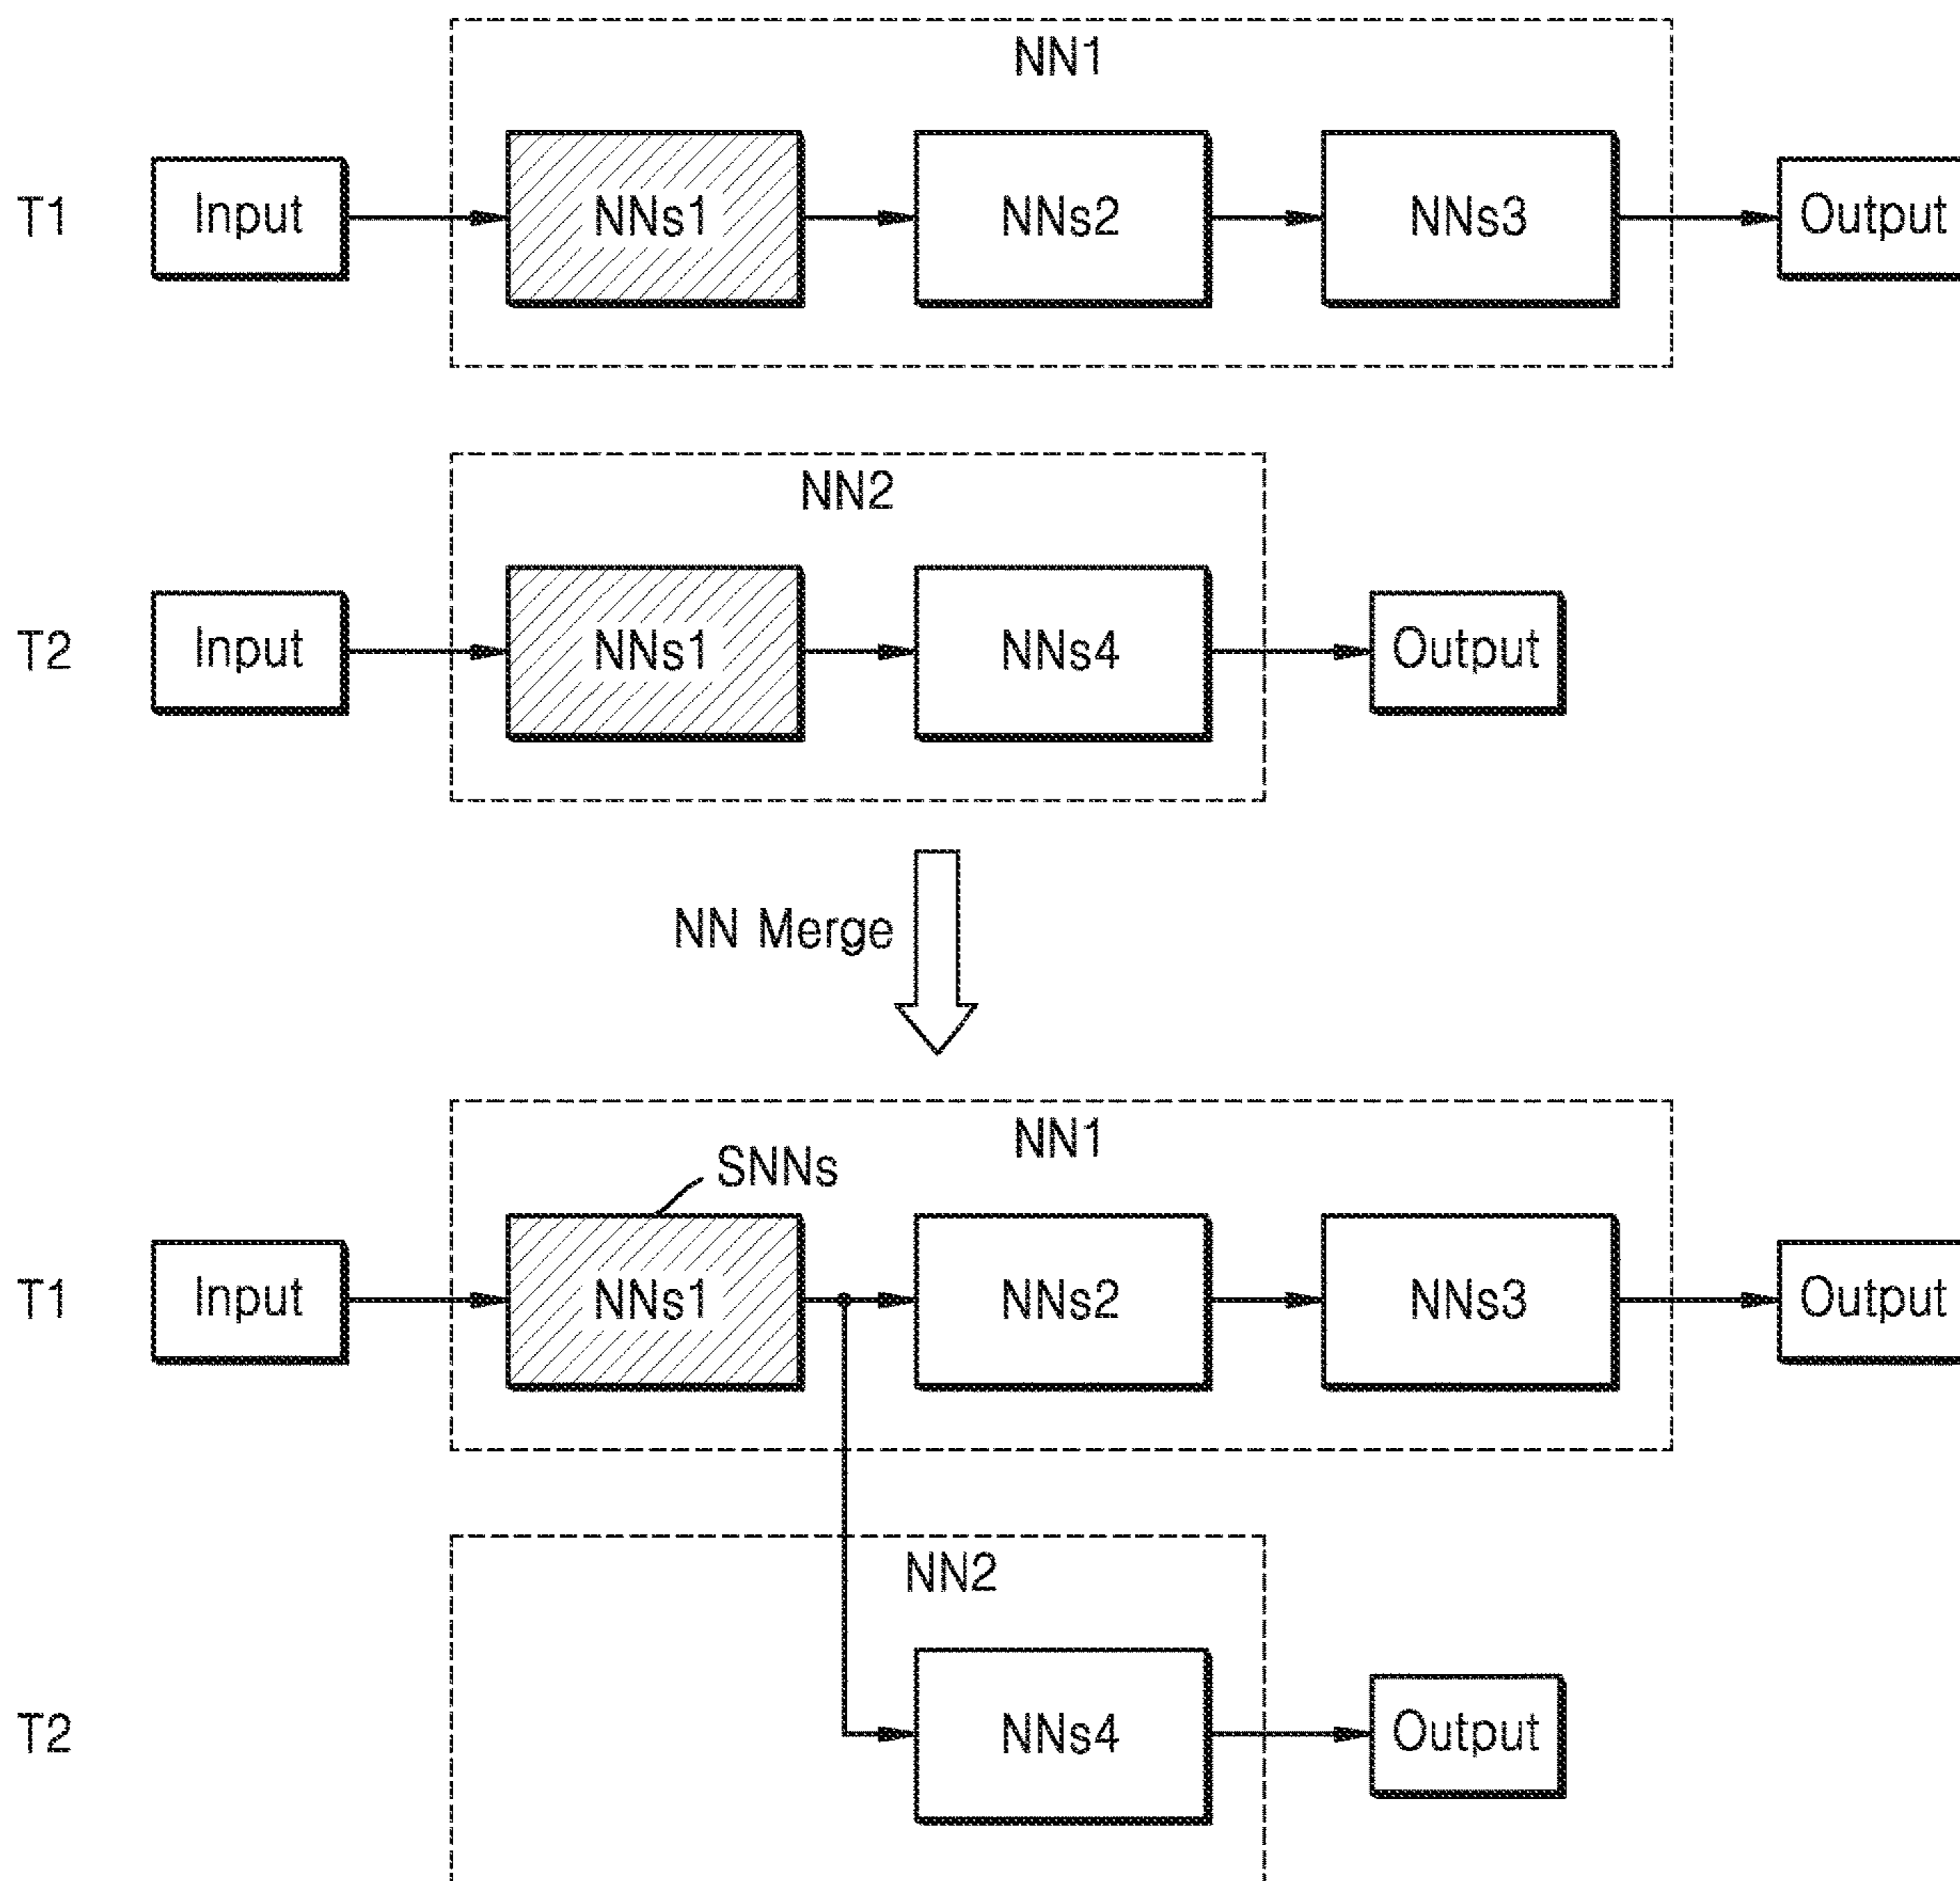 NN1
T1 Input NNs1 NNs2 NNs3 Output
NN2
T2 Input NNs1 NNs4 Output
NN Merge
NN1
SNNs
T1 Input NNs1 NNs2 NNs3 Output
NN2
T2 NNs4 Output